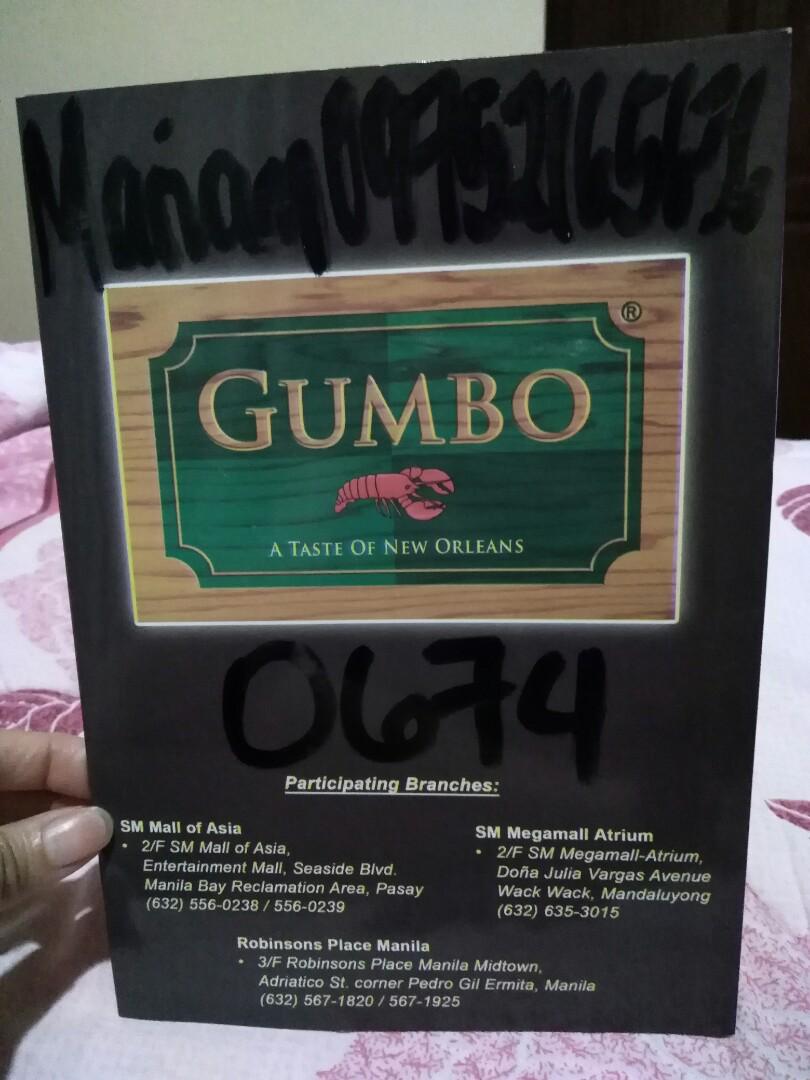 GUMBO
®
A TASTE OF NEW ORLEANS
0674
Participating Branches:
SM Mall of Asia
• 2/F SM Mall of Asia,
Entertainment Mall, Seaside Blvd.
Manila Bay Reclamation Area, Pasay
(632) 556-0238 / 556-0239
SM Megamall Atrium
• 2/F SM Megamall-Atrium,
Doña Julia Vargas Avenue
Wack Wack, Mandaluyong
(632) 635-3015
Robinsons Place Manila
• 3/F Robinsons Place Manila Midtown,
Adriatico St. corner Pedro Gil Ermita, Manila
(632) 567-1820 / 567-1925